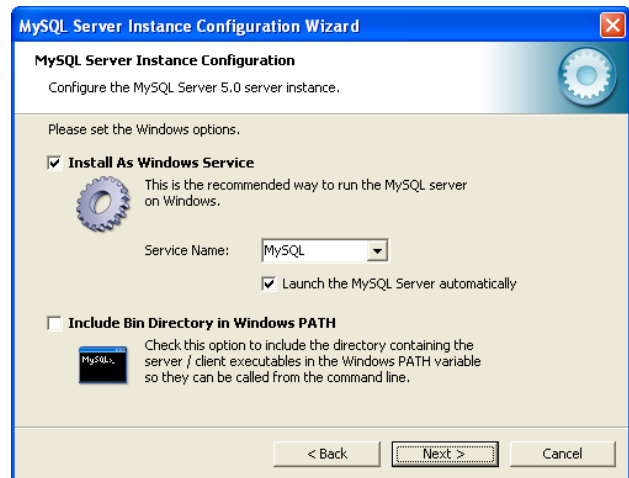 MySQL Server Instance Configuration Wizard
MySQL Server Instance Configuration
Configure the MySQL Server 5.0 server instance.
Please set the Windows options.
Install As Windows Service
This is the recommended way to run the MySQL server
on Windows.
Service Name: MySQL
Launch the MySQL Server automatically
Include Bin Directory in Windows PATH
Check this option to include the directory containing the
server / client executables in the Windows PATH variable
so they can be called from the command line.
MySQL>_
< Back Next > Cancel